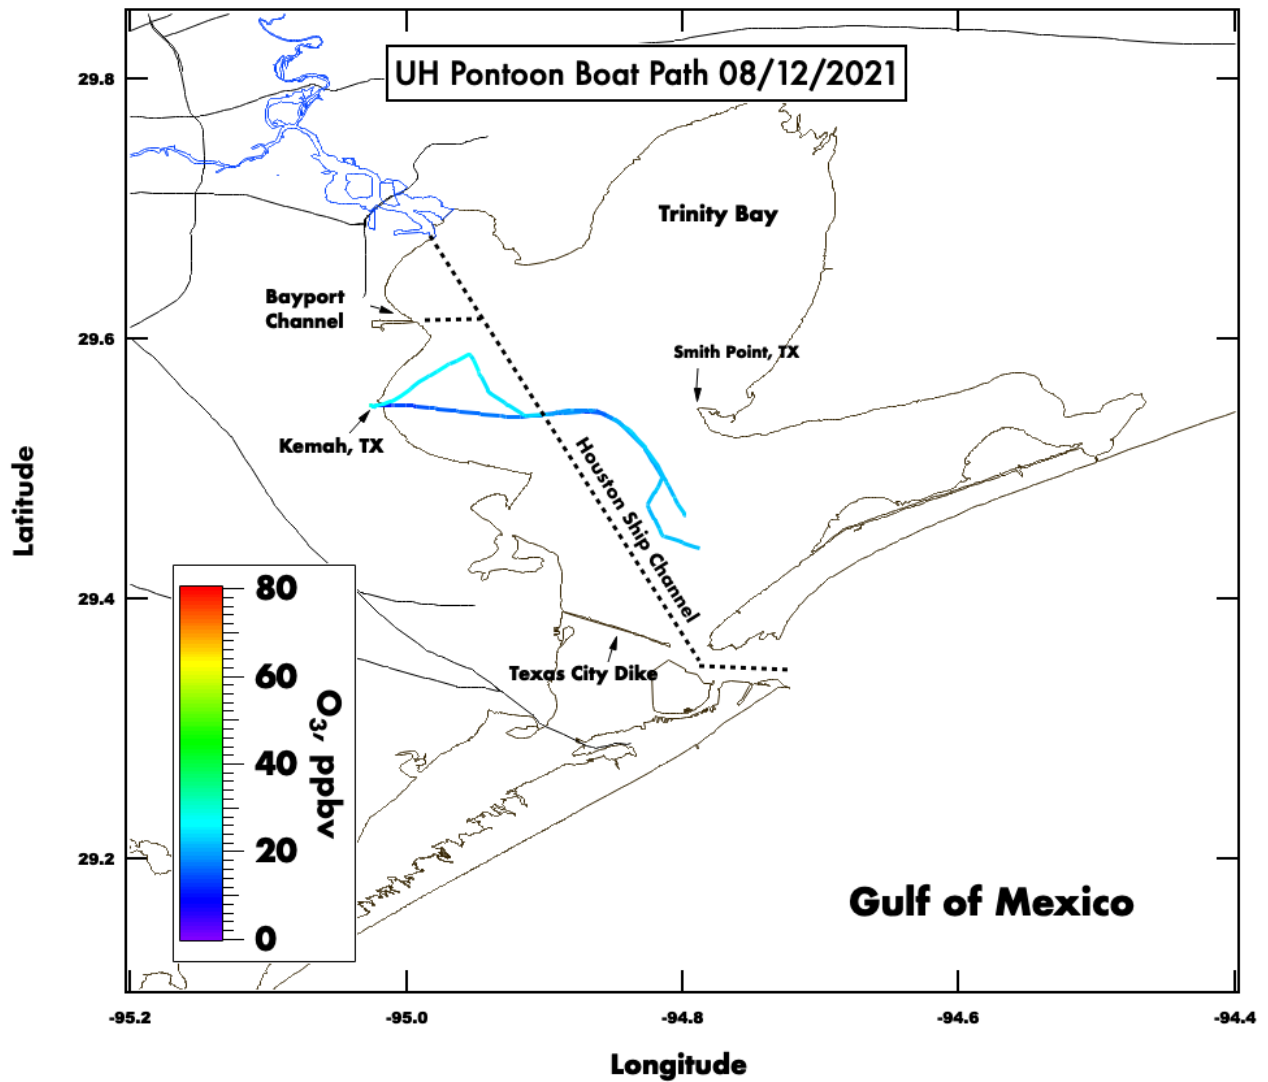 UH Pontoon Boat Path 08/12/2021
29.8
Trinity Bay
Bayport
Channel
29.6
Smith Point, TX
Kemah, TX
Houston Ship Channel
Latitude
29.4
Texas City Dike
80
60
40
20
0
O₃, ppbv
29.2
Gulf of Mexico
-95.2
-95.0
-94.8
-94.6
-94.4
Longitude